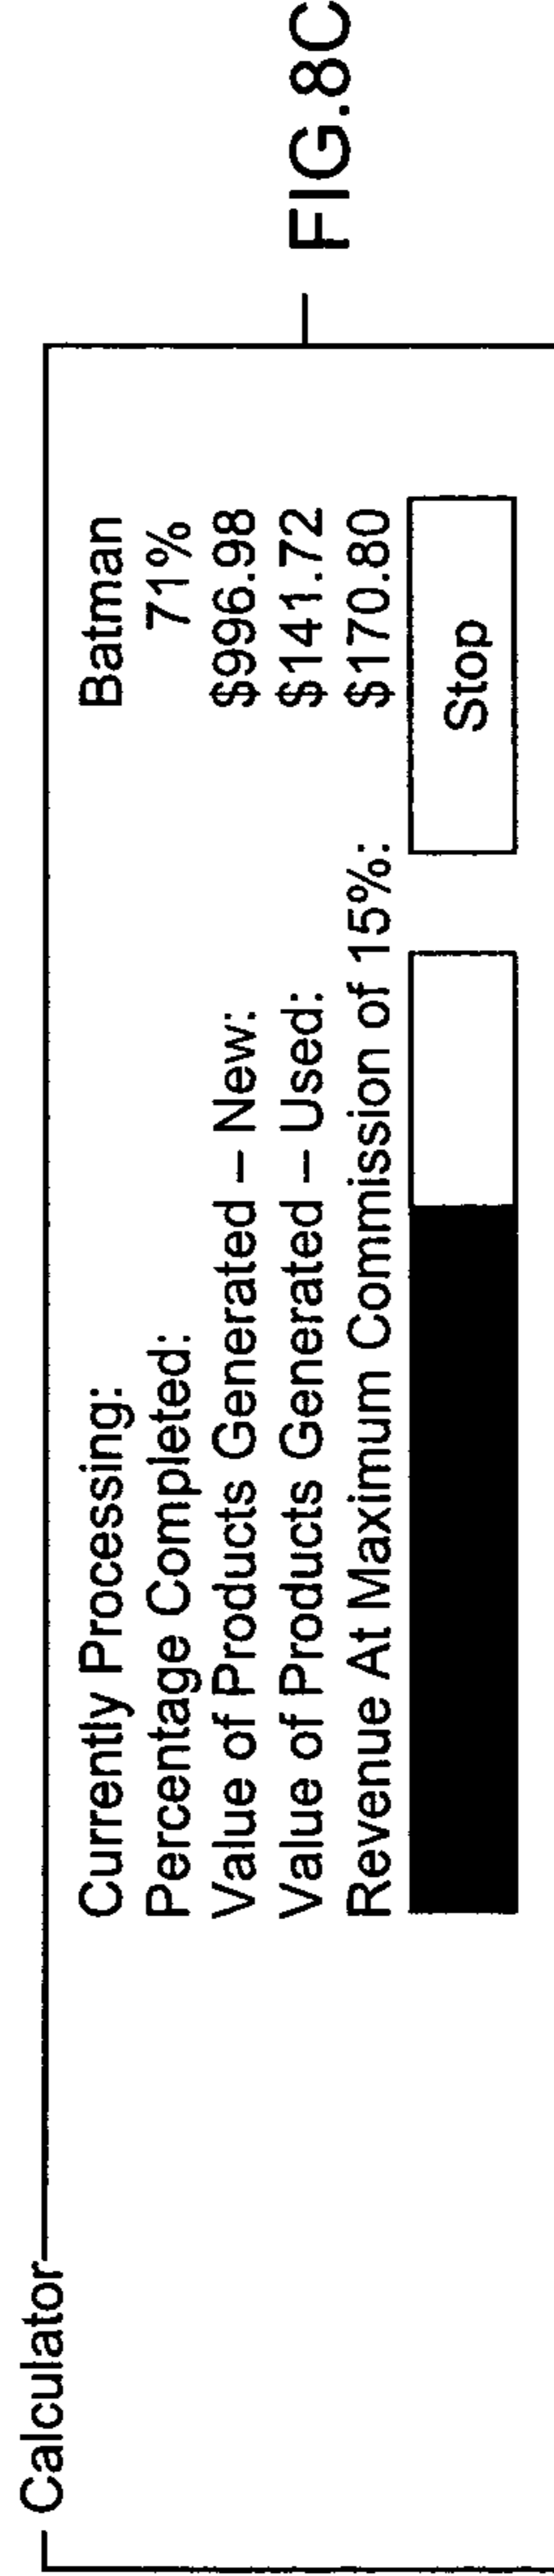 Calculator
Currently Processing: Batman
Percentage Completed: 71%
Value of Products Generated – New: $996.98
Value of Products Generated – Used: $141.72
Revenue At Maximum Commission of 15%: $170.80
Stop
FIG.8C